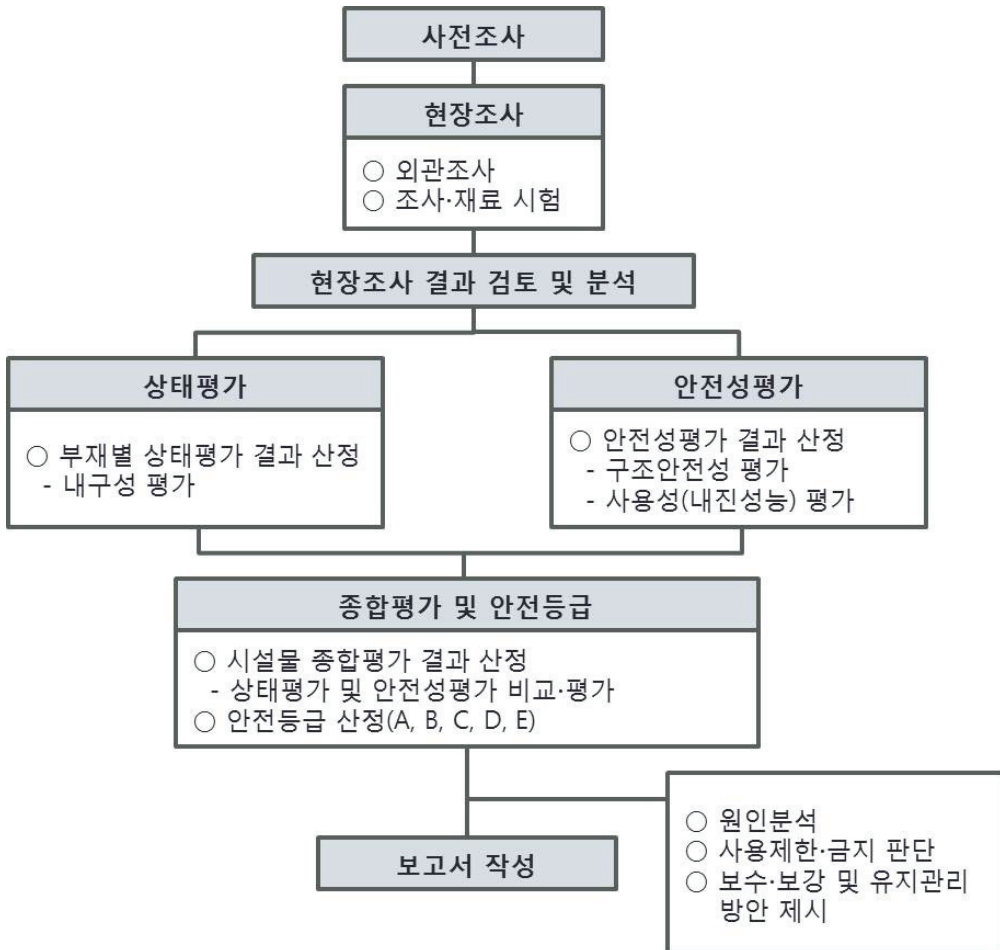 사전조사
현장조사
○ 외관조사
○ 조사·재료 시험
현장조사 결과 검토 및 분석
상태평가
○ 부재별 상태평가 결과 산정
- 내구성 평가
안전성평가
○ 안전성평가 결과 산정
- 구조안전성 평가
- 사용성(내진성능) 평가
종합평가 및 안전등급
○ 시설물 종합평가 결과 산정
- 상태평가 및 안전성평가 비교·평가
○ 안전등급 산정(A, B, C, D, E)
○ 원인분석
○ 사용제한·금지 판단
○ 보수·보강 및 유지관리
방안 제시
보고서 작성